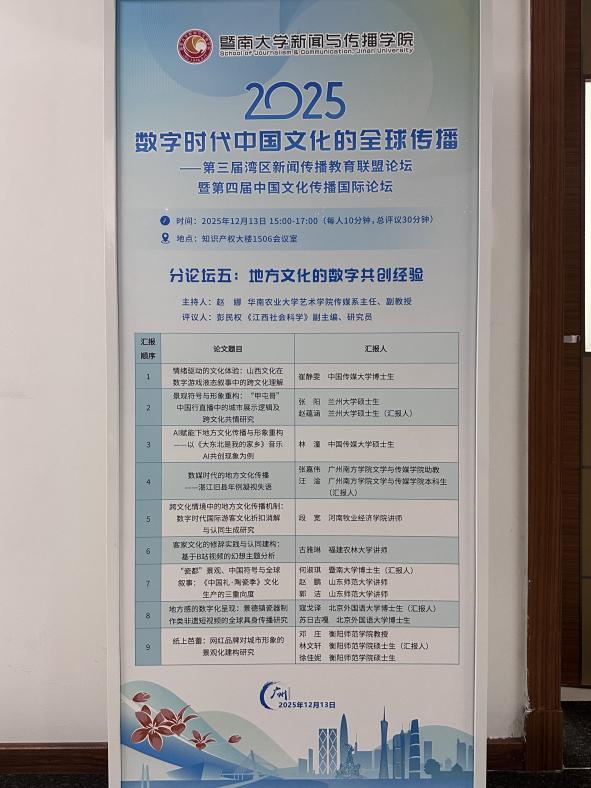 暨南大学新闻与传播学院
School of Journalism & Communication, Jinan University
2025
数字时代中国文化的全球传播
——第三届湾区新闻传播教育联盟论坛
暨第四届中国文化传播国际论坛
时间：2025年12月13日 15:00-17:00（每人10分钟，总评议30分钟）
地点：知识产权大楼1506会议室
分论坛五：地方文化的数字共创经验
主持人：赵 娜 华南农业大学艺术学院传媒系主任、副教授
评议人：彭民权《江西社会科学》副主编、研究员
汇报顺序 论文题目 汇报人
1 情绪驱动的文化体验：山西文化在 崔静雯 中国传媒大学博士生
数字游戏液态叙事中的跨文化理解
2 景观符号与形象重构：“甲亢哥” 张 阳 兰州大学硕士生
中国行直播中的城市展示逻辑及 赵蕴涵 兰州大学硕士生（汇报人）
跨文化共情研究
3 AI赋能下地方文化传播与形象重构 林 潼 中国传媒大学硕士生
——以《大东北是我的家乡》音乐
AI共创现象为例
4 数媒时代的地方文化传播 张嘉伟 广州南方学院文学与传媒学院助教
——湛江旧县年例凝视失语 汪 渝 广州南方学院文学与传媒学院本科生
（汇报人）
5 跨文化情境中的地方文化传播机制： 段 宽 河南牧业经济学院讲师
数字时代国际游客文化折扣消解
与认同生成研究
6 客家文化的修辞实践与认同建构： 古雅琳 福建农林大学讲师
基于B站视频的幻想主题分析
7 “瓷都”景观、中国符号与全球 何淑琪 暨南大学博士生（汇报人）
叙事：《中国礼·陶瓷季》文化 赵 鹏 山东师范大学讲师
生产的三重向度 郭 洁 山东师范大学讲师
8 地方感的数字化呈现：景德镇瓷器制 寇戈译 北京外国语大学博士生（汇报人）
作类非遗短视频的全球具身传播研究 苏日古嘎 北京外国语大学博士生
9 纸上芭蕾：网红品牌对城市形象的 邓 庄 衡阳师范学院教授
景观化建构研究 林文轩 衡阳师范学院硕士生（汇报人）
徐佳妮 衡阳师范学院硕士生
广州
2025年12月13日